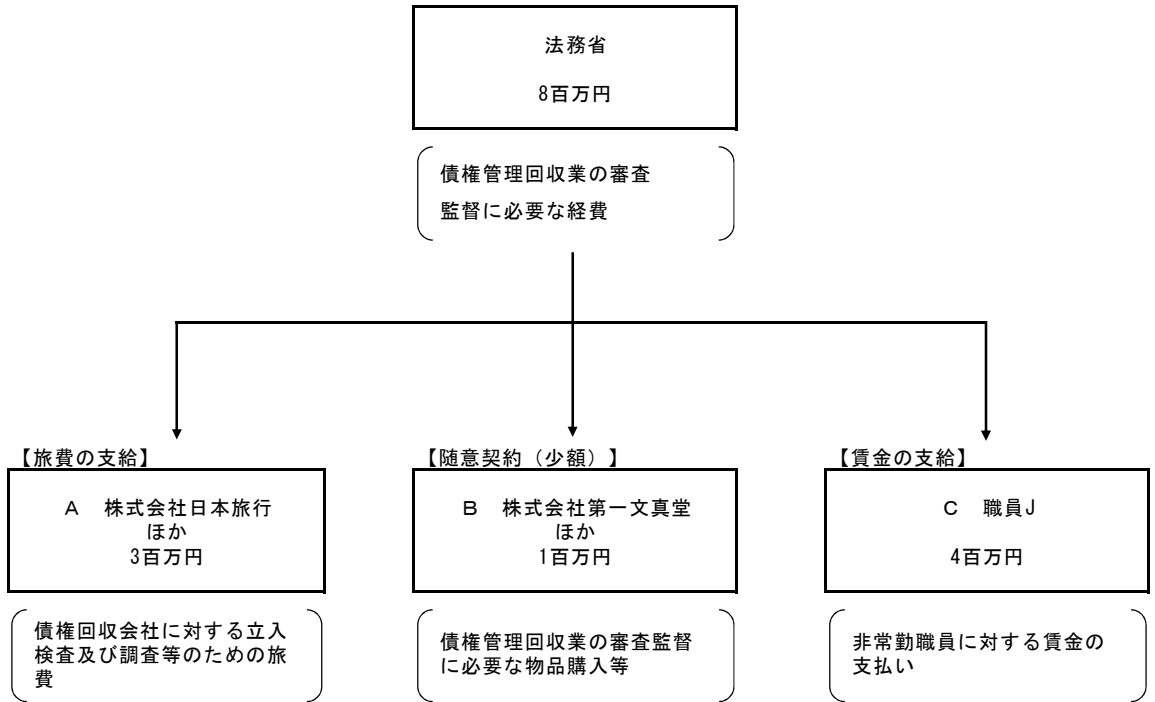 法務省
8百万円
債権管理回収業の審査
監督に必要な経費
【旅費の支給】
A 株式会社日本旅行
ほか
3百万円
債権回収会社に対する立入
検査及び調査等のための旅
費
【随意契約（少額）】
B 株式会社第一文真堂
ほか
1百万円
債権管理回収業の審査監督
に必要な物品購入等
【賃金の支給】
C 職員J
4百万円
非常勤職員に対する賃金の
支払い